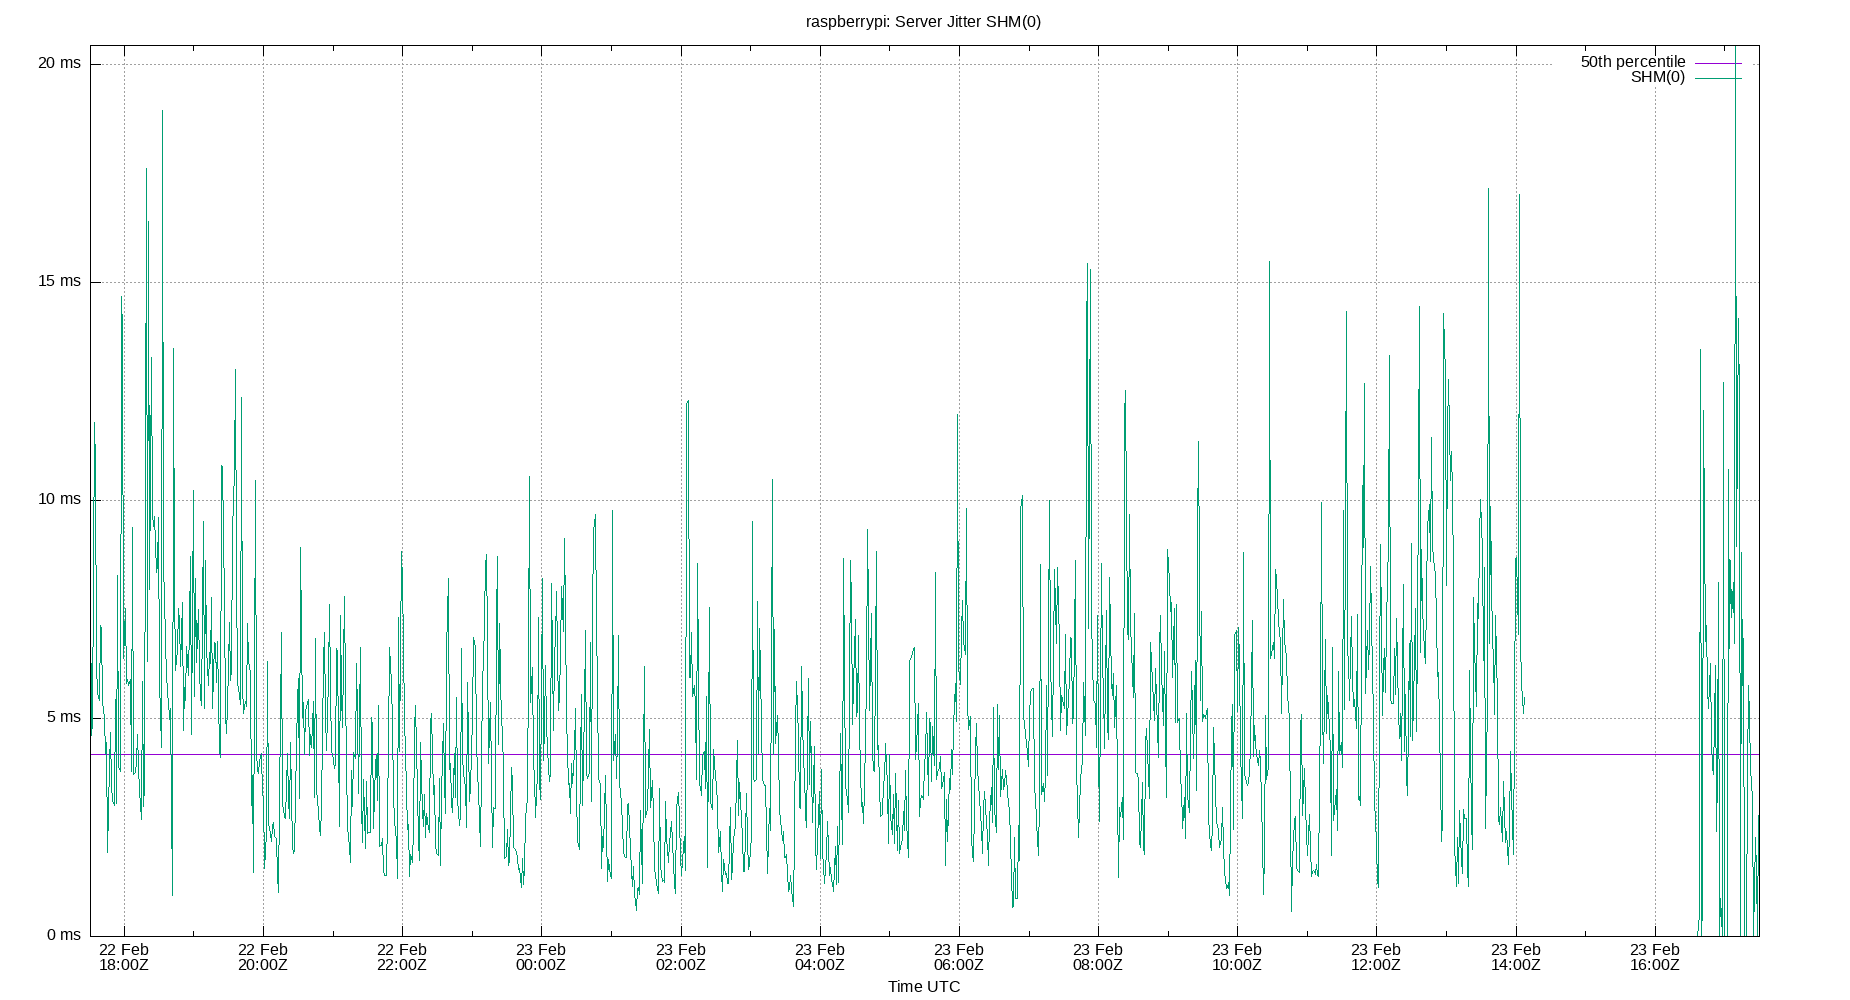 raspberrypi: Server Jitter SHM(0)
50th percentile
SHM(0)
20 ms
15 ms
10 ms
5 ms
0 ms
22 Feb 22 Feb 22 Feb 23 Feb 23 Feb 23 Feb 23 Feb 23 Feb 23 Feb 23 Feb 23 Feb 23 Feb
18:00Z 20:00Z 22:00Z 00:00Z 02:00Z 04:00Z 06:00Z 08:00Z 10:00Z 12:00Z 14:00Z 16:00Z
Time UTC